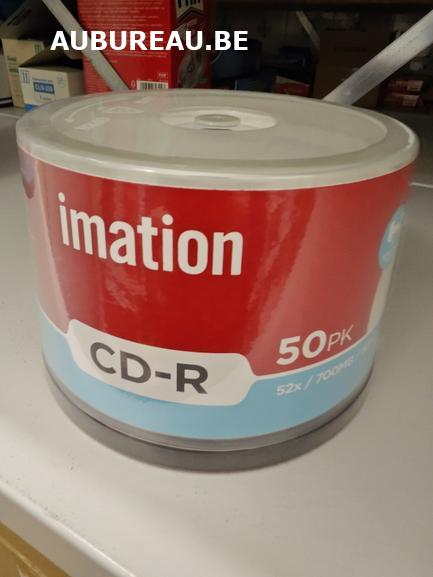 AUBUREAU.BE
imation
50PK
CD-R
52x / 700MB /